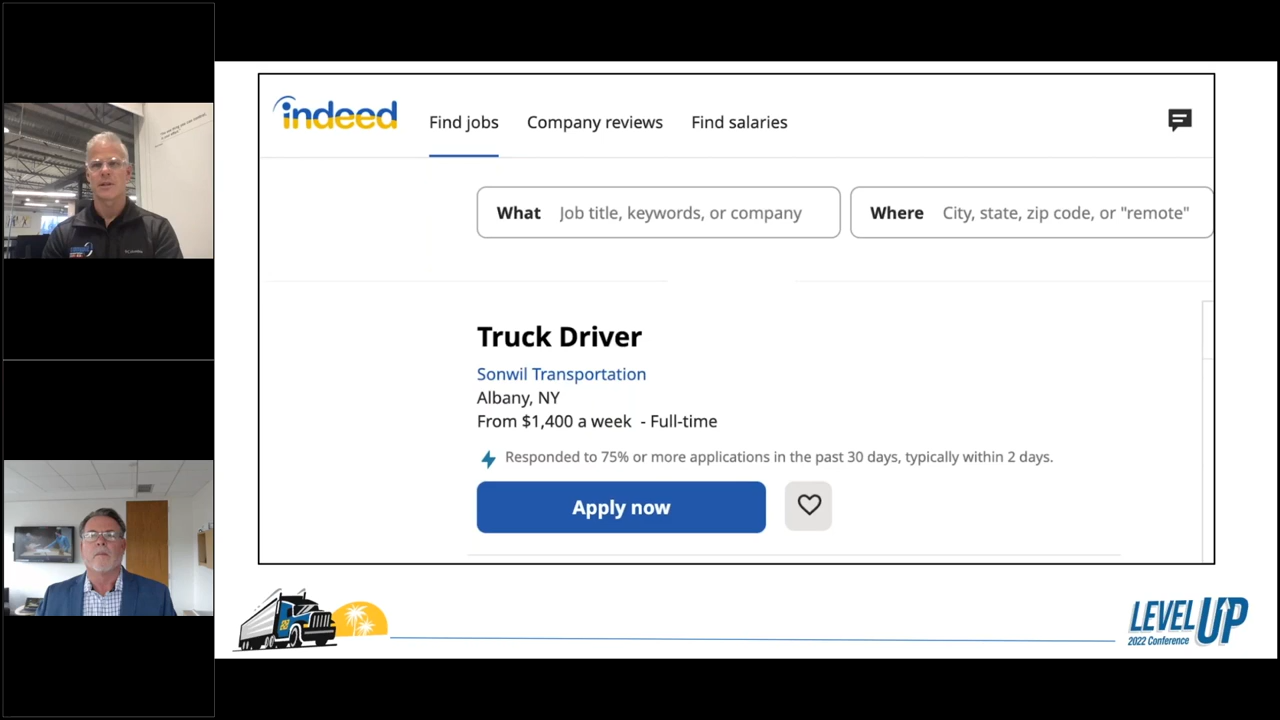 indeed
Find jobs
Company reviews
Find salaries
What Job title, keywords, or company
Where City, state, zip code, or "remote"
Truck Driver
Sonwil Transportation
Albany, NY
From $1,400 a week - Full-time
Responded to 75% or more applications in the past 30 days, typically within 2 days.
Apply now
LEVEL UP
2022 Conference